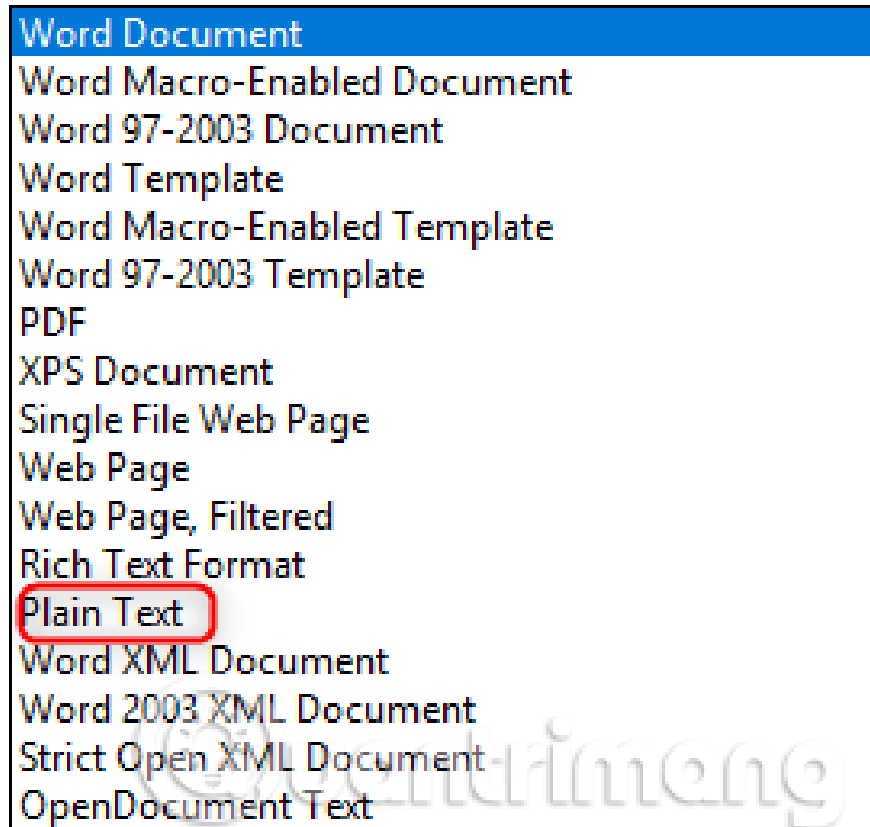 Word Document
Word Macro-Enabled Document
Word 97-2003 Document
Word Template
Word Macro-Enabled Template
Word 97-2003 Template
PDF
XPS Document
Single File Web Page
Web Page
Web Page, Filtered
Rich Text Format
Plain Text
Word XML Document
Word 2003 XML Document
Strict Open XML Document
OpenDocument Text
Quantrimang